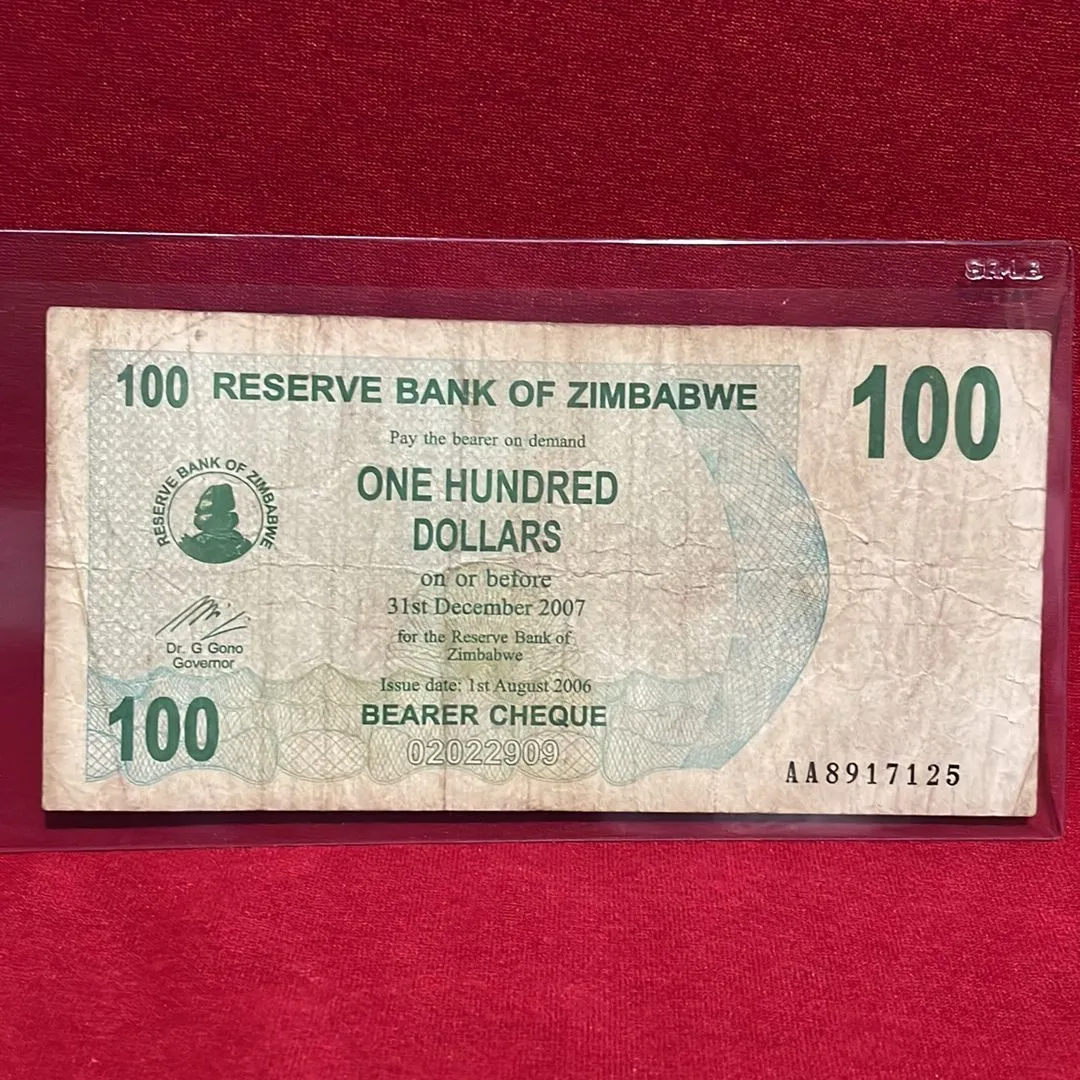 SAFLB
100 RESERVE BANK OF ZIMBABWE
100
Pay the bearer on demand
ONE HUNDRED
DOLLARS
RESERVE BANK OF ZIMBABWE
on or before
31st December 2007
for the Reserve Bank of
Zimbabwe
Dr. G Gono
Governor
Issue date: 1st August 2006
100
BEARER CHEQUE
02022909
AA8917125